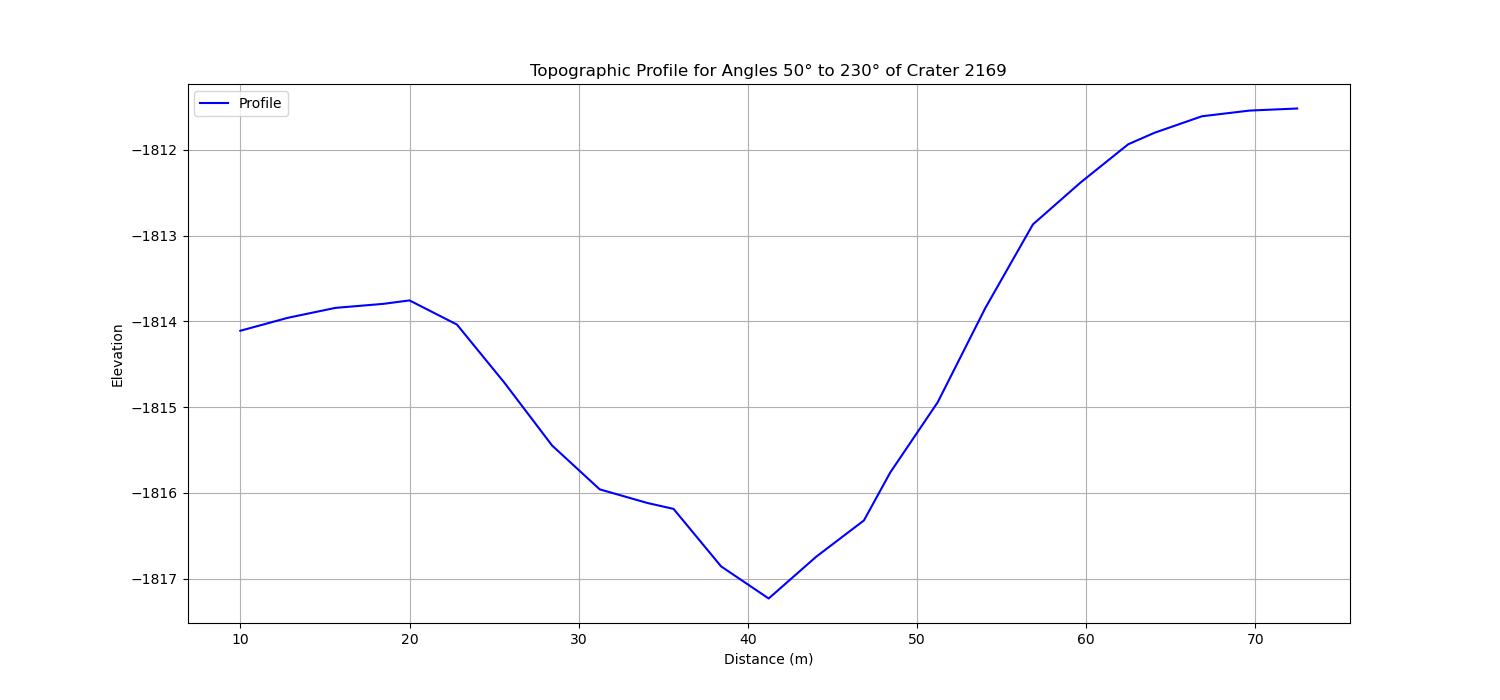 Topographic Profile for Angles 50° to 230° of Crater 2169
Profile
−1812
−1813
−1814
−1815
−1816
−1817
Elevation
10 20 30 40 50 60 70
Distance (m)